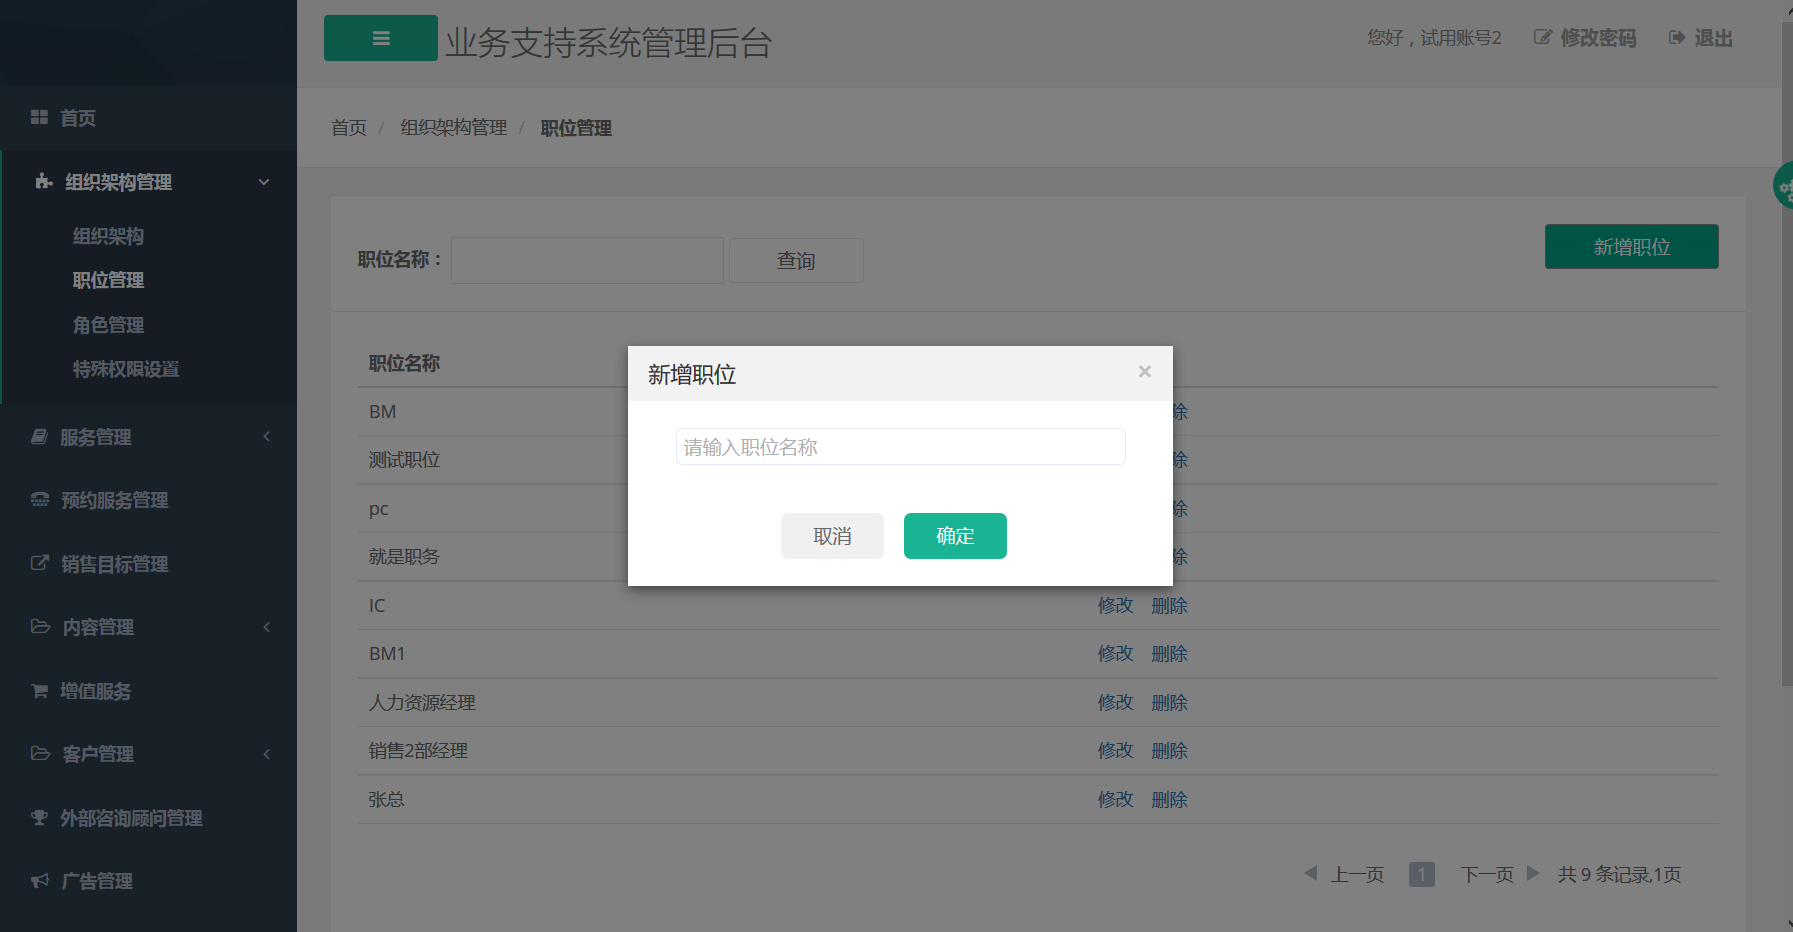 业务支持系统管理后台
您好，试用账号2 修改密码 退出
首页
组织架构管理
组织架构
职位管理
角色管理
特殊权限设置
服务管理
预约服务管理
销售目标管理
内容管理
增值服务
客户管理
外部咨询顾问管理
广告管理
首页 / 组织架构管理 / 职位管理
职位名称： 查询
新增职位
职位名称
BM 除
测试职位 除
pc 除
就是职务 除
IC 修改 删除
BM1 修改 删除
人力资源经理 修改 删除
销售2部经理 修改 删除
张总 修改 删除
上一页 1 下一页 共 9 条记录,1页
新增职位 ×
请输入职位名称
取消 确定